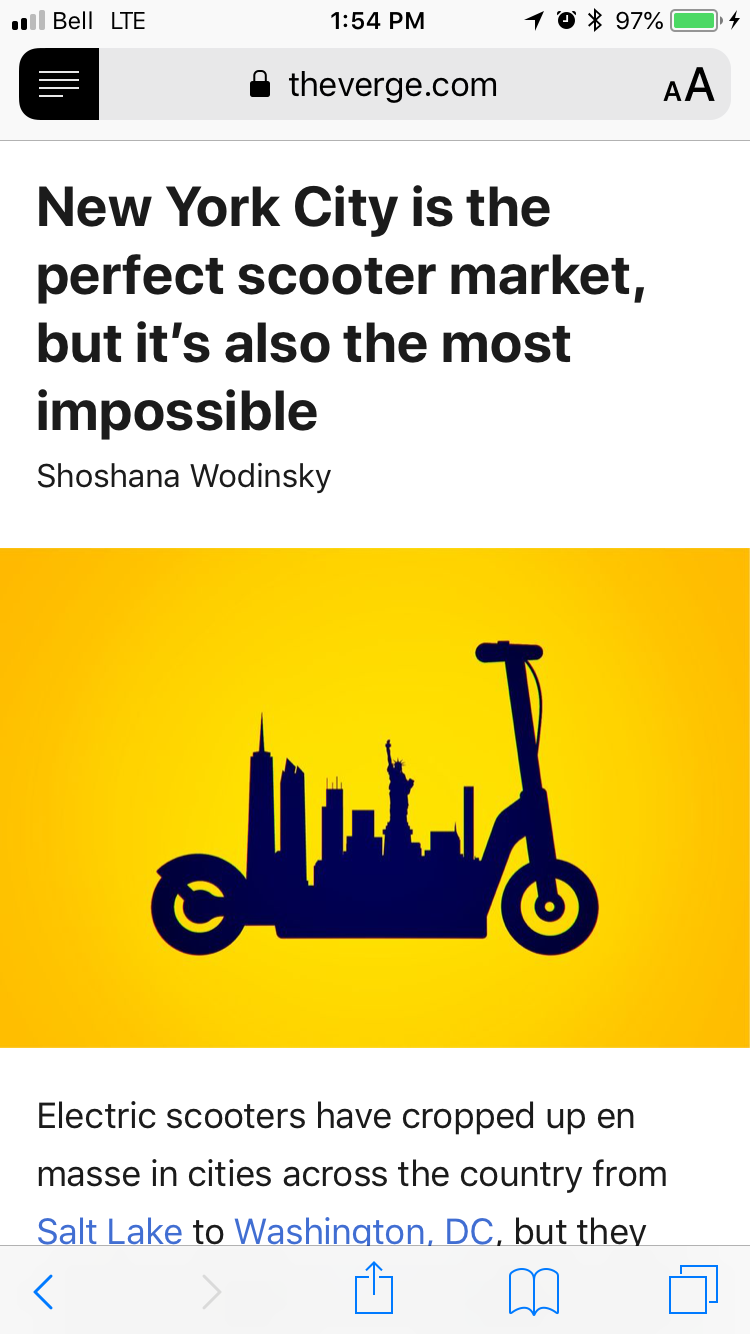 Bell LTE 1:54 PM 97%
theverge.com AA
New York City is the
perfect scooter market,
but it’s also the most
impossible
Shoshana Wodinsky
Electric scooters have cropped up en
masse in cities across the country from
Salt Lake to Washington, DC, but they